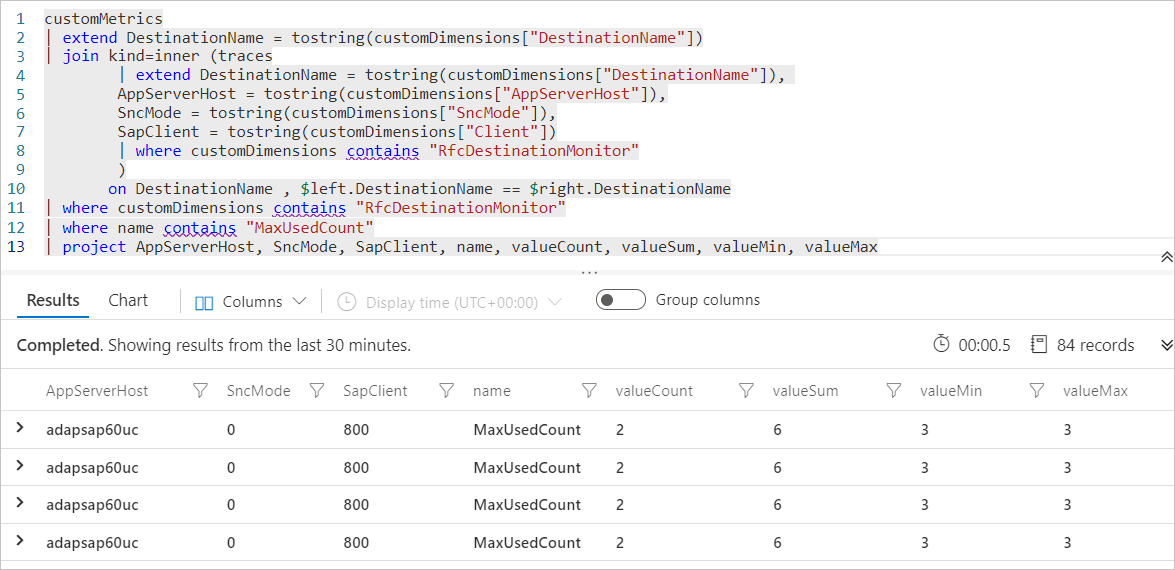 1 customMetrics
2 | extend DestinationName = tostring(customDimensions["DestinationName"])
3 | join kind=inner (traces
4 | extend DestinationName = tostring(customDimensions["DestinationName"]),
5 AppServerHost = tostring(customDimensions["AppServerHost"]),
6 SncMode = tostring(customDimensions["SncMode"]),
7 SapClient = tostring(customDimensions["Client"])
8 | where customDimensions contains "RfcDestinationMonitor"
9 )
10 on DestinationName , $left.DestinationName == $right.DestinationName
11 | where customDimensions contains "RfcDestinationMonitor"
12 | where name contains "MaxUsedCount"
13 | project AppServerHost, SncMode, SapClient, name, valueCount, valueSum, valueMin, valueMax
Results Chart Columns Display time (UTC+00:00) Group columns
Completed. Showing results from the last 30 minutes. 00:00.5 84 records
AppServerHost SncMode SapClient name valueCount valueSum valueMin valueMax
adapsap60uc 0 800 MaxUsedCount 2 6 3 3
adapsap60uc 0 800 MaxUsedCount 2 6 3 3
adapsap60uc 0 800 MaxUsedCount 2 6 3 3
adapsap60uc 0 800 MaxUsedCount 2 6 3 3